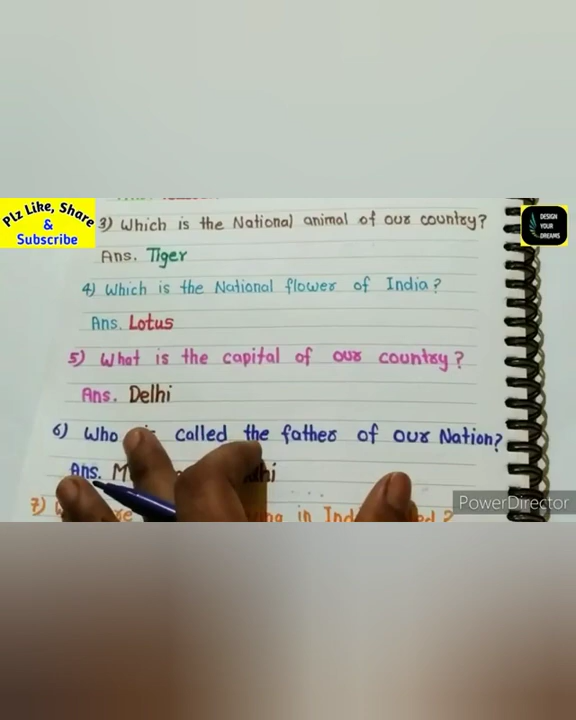 Plz Like, Share
&
Subscribe
DESIGN
YOUR
DREAMS
3) Which is the National animal of our country?
Ans. Tiger
4) Which is the National flower of India?
Ans. Lotus
5) What is the capital of our country?
Ans. Delhi
6) Who is called the father of our Nation?
Ans.
7) in
PowerDirector